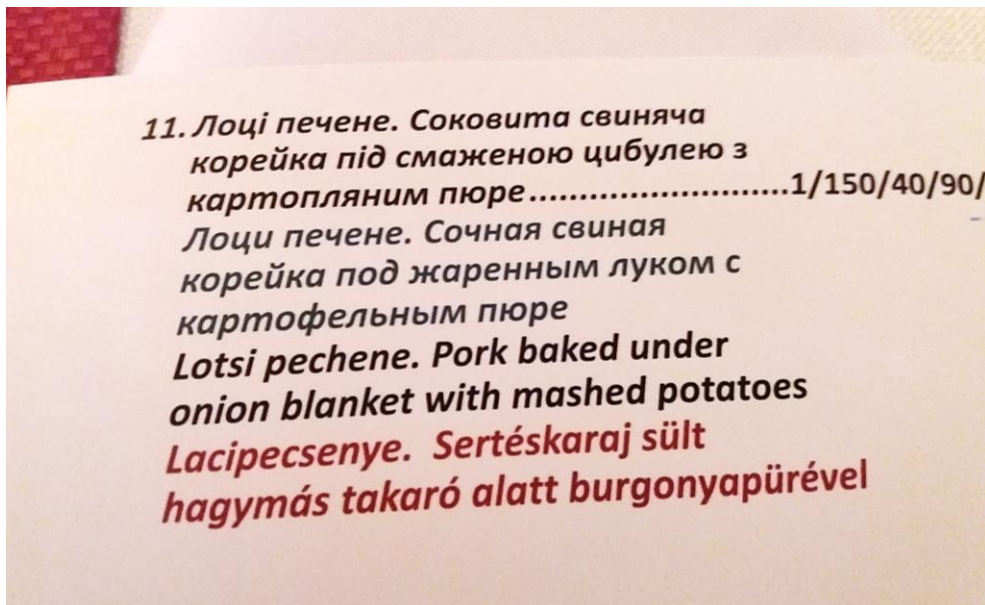 11. Лоці печене. Соковита свиняча
корейка під смаженою цибулею з
картопляним пюре..........................1/150/40/90/
Лоци печене. Сочная свиная
корейка под жаренным луком с
картофельным пюре
Lotsi pechene. Pork baked under
onion blanket with mashed potatoes
Lacipecsenye. Sertéskaraj sült
hagymás takaró alatt burgonyapürével